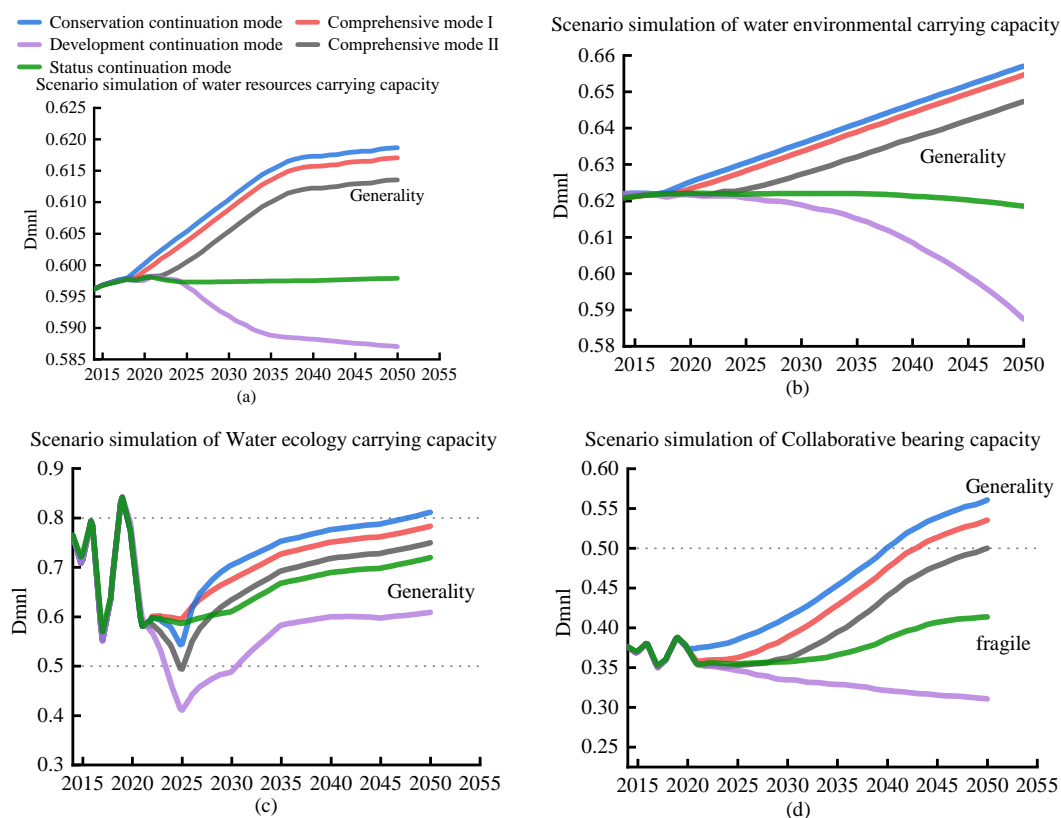 Conservation continuation mode
Comprehensive mode I
Development continuation mode
Comprehensive mode II
Status continuation mode
Scenario simulation of water resources carrying capacity
0.625
0.620
0.615
0.610
0.605
0.600
0.595
0.590
0.585
Dmnl
Generality
2015 2020 2025 2030 2035 2040 2045 2050 2055
(a)
Scenario simulation of water environmental carrying capacity
0.66
0.65
0.64
0.63
0.62
0.61
0.60
0.59
0.58
Dmnl
Generality
2015 2020 2025 2030 2035 2040 2045 2050
(b)
Scenario simulation of Water ecology carrying capacity
0.9
0.8
0.7
0.6
0.5
0.4
0.3
Dmnl
Generality
2015 2020 2025 2030 2035 2040 2045 2050 2055
(c)
Scenario simulation of Collaborative bearing capacity
0.60
0.55
0.50
0.45
0.40
0.35
0.30
0.25
Dmnl
Generality
fragile
2015 2020 2025 2030 2035 2040 2045 2050 2055
(d)